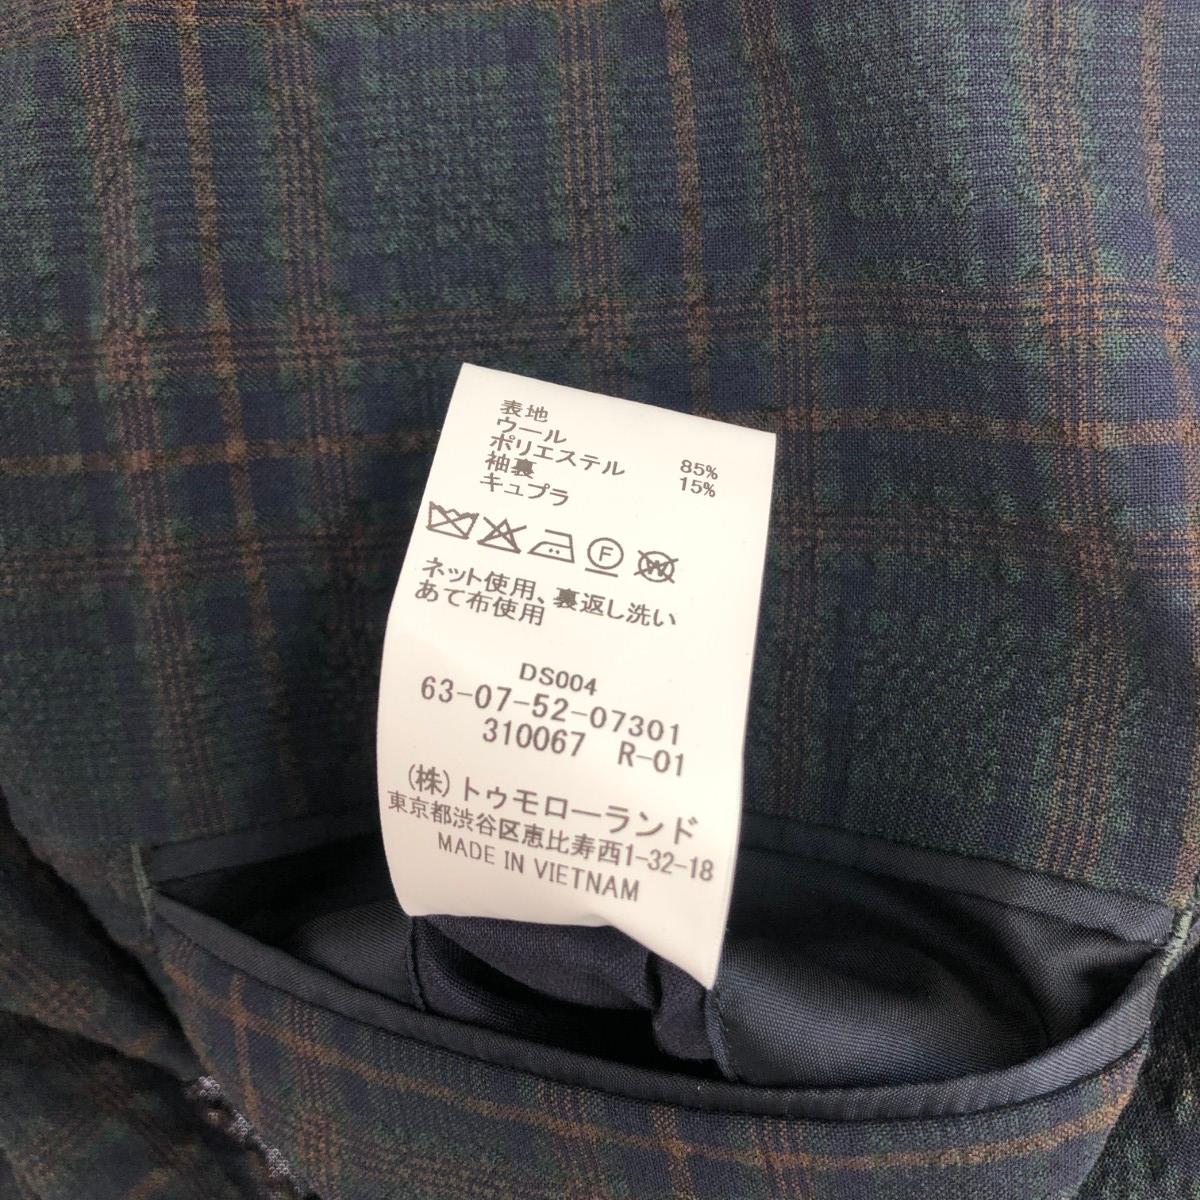 表地
ウール 85%
ポリエステル 15%
袖裏
キュプラ
F W
ネット使用、裏返し洗い
あて布使用
DS004
63-07-52-07301
310067 R-01
(株)トゥモローランド
東京都渋谷区恵比寿西1-32-18
MADE IN VIETNAM